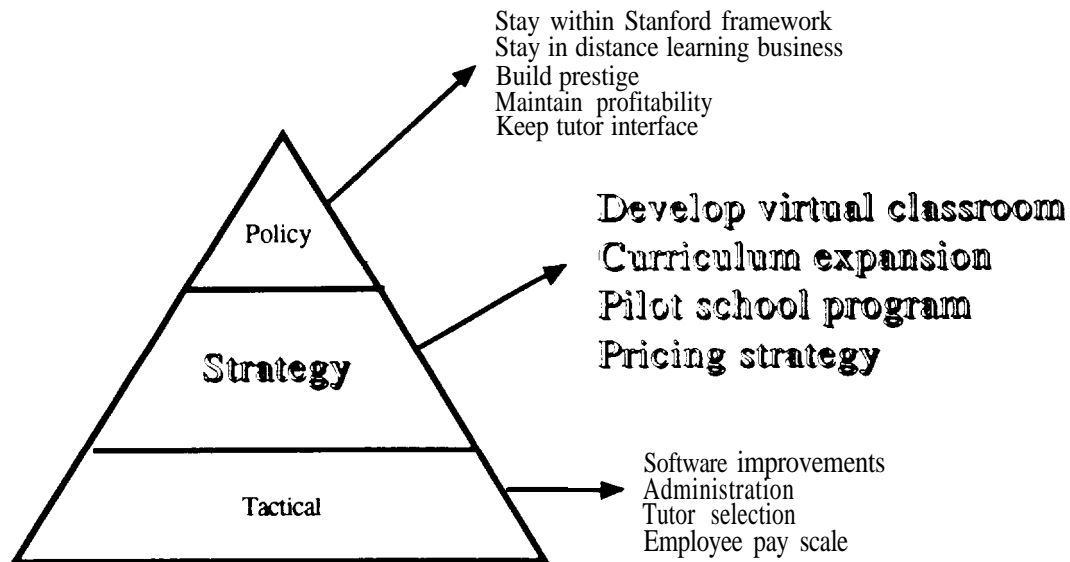 Stay within Stanford framework
Stay in distance learning business
Build prestige
Maintain profitability
Keep tutor interface
Policy
Develop virtual classroom
Curriculum expansion
Pilot school program
Pricing strategy
Strategy
Software improvements
Administration
Tutor selection
Employee pay scale
Tactical